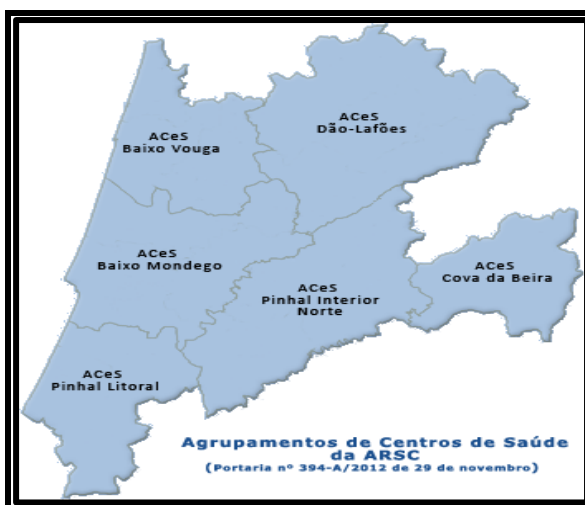 ACeS
Dão-Lafões
ACeS
Baixo Vouga
ACeS
Baixo Mondego
ACeS
Cova da Beira
ACeS
Pinhal Interior
Norte
ACeS
Pinhal Litoral
Agrupamentos de Centros de Saúde
da ARSC
(Portaria nº 394-A/2012 de 29 de novembro)